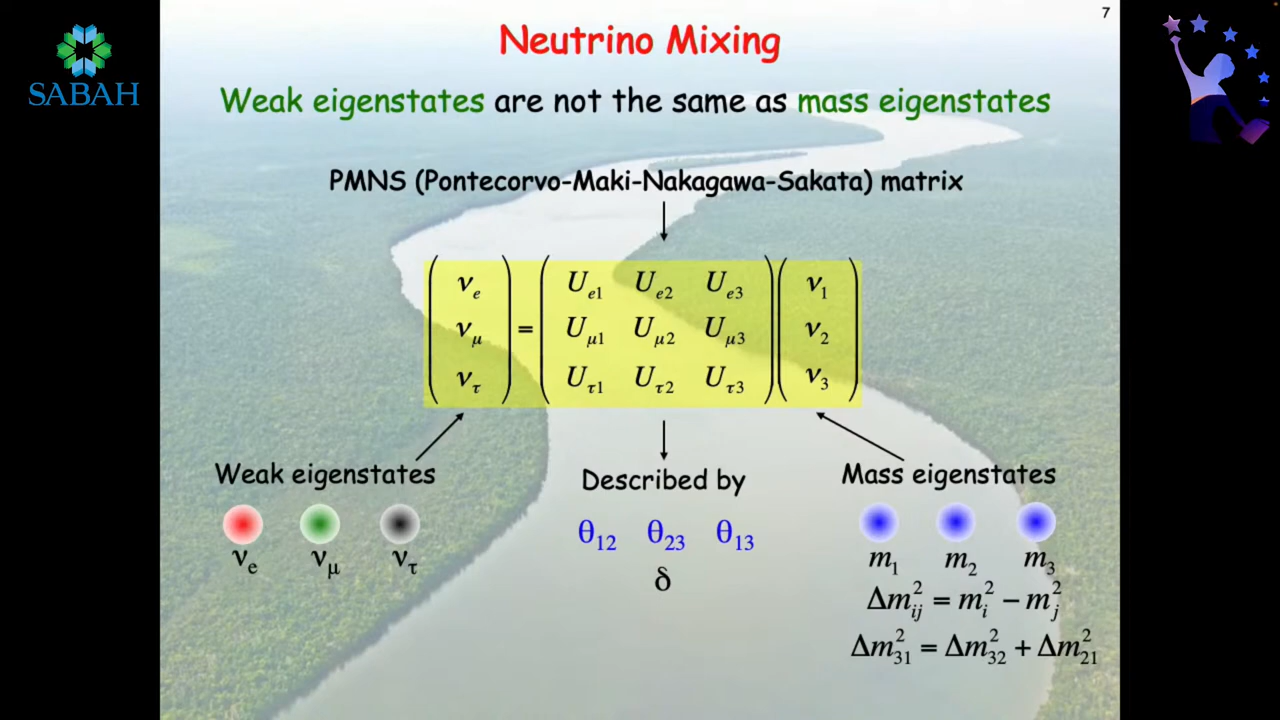 7
SABAH
Neutrino Mixing
Weak eigenstates are not the same as mass eigenstates
PMNS (Pontecorvo-Maki-Nakagawa-Sakata) matrix
νe = Ue1 Ue2 Ue3 ν1
νμ Uμ1 Uμ2 Uμ3 ν2
ντ Uτ1 Uτ2 Uτ3 ν3
Weak eigenstates
νe νμ ντ
Described by
θ12 θ23 θ13
δ
Mass eigenstates
m1 m2 m3
Δm²ij = m²i − m²j
Δm²31 = Δm²32 + Δm²21